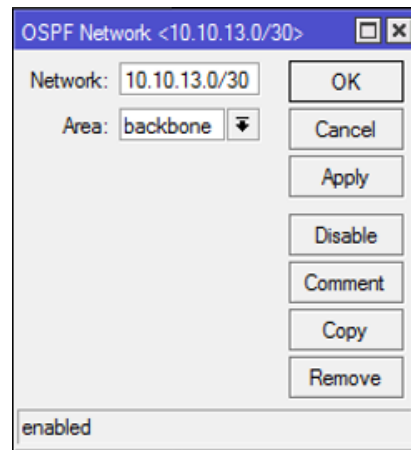 OSPF Network <10.10.13.0/30>
Network: 10.10.13.0/30
OK
Area: backbone
Cancel
Apply
Disable
Comment
Copy
Remove
enabled